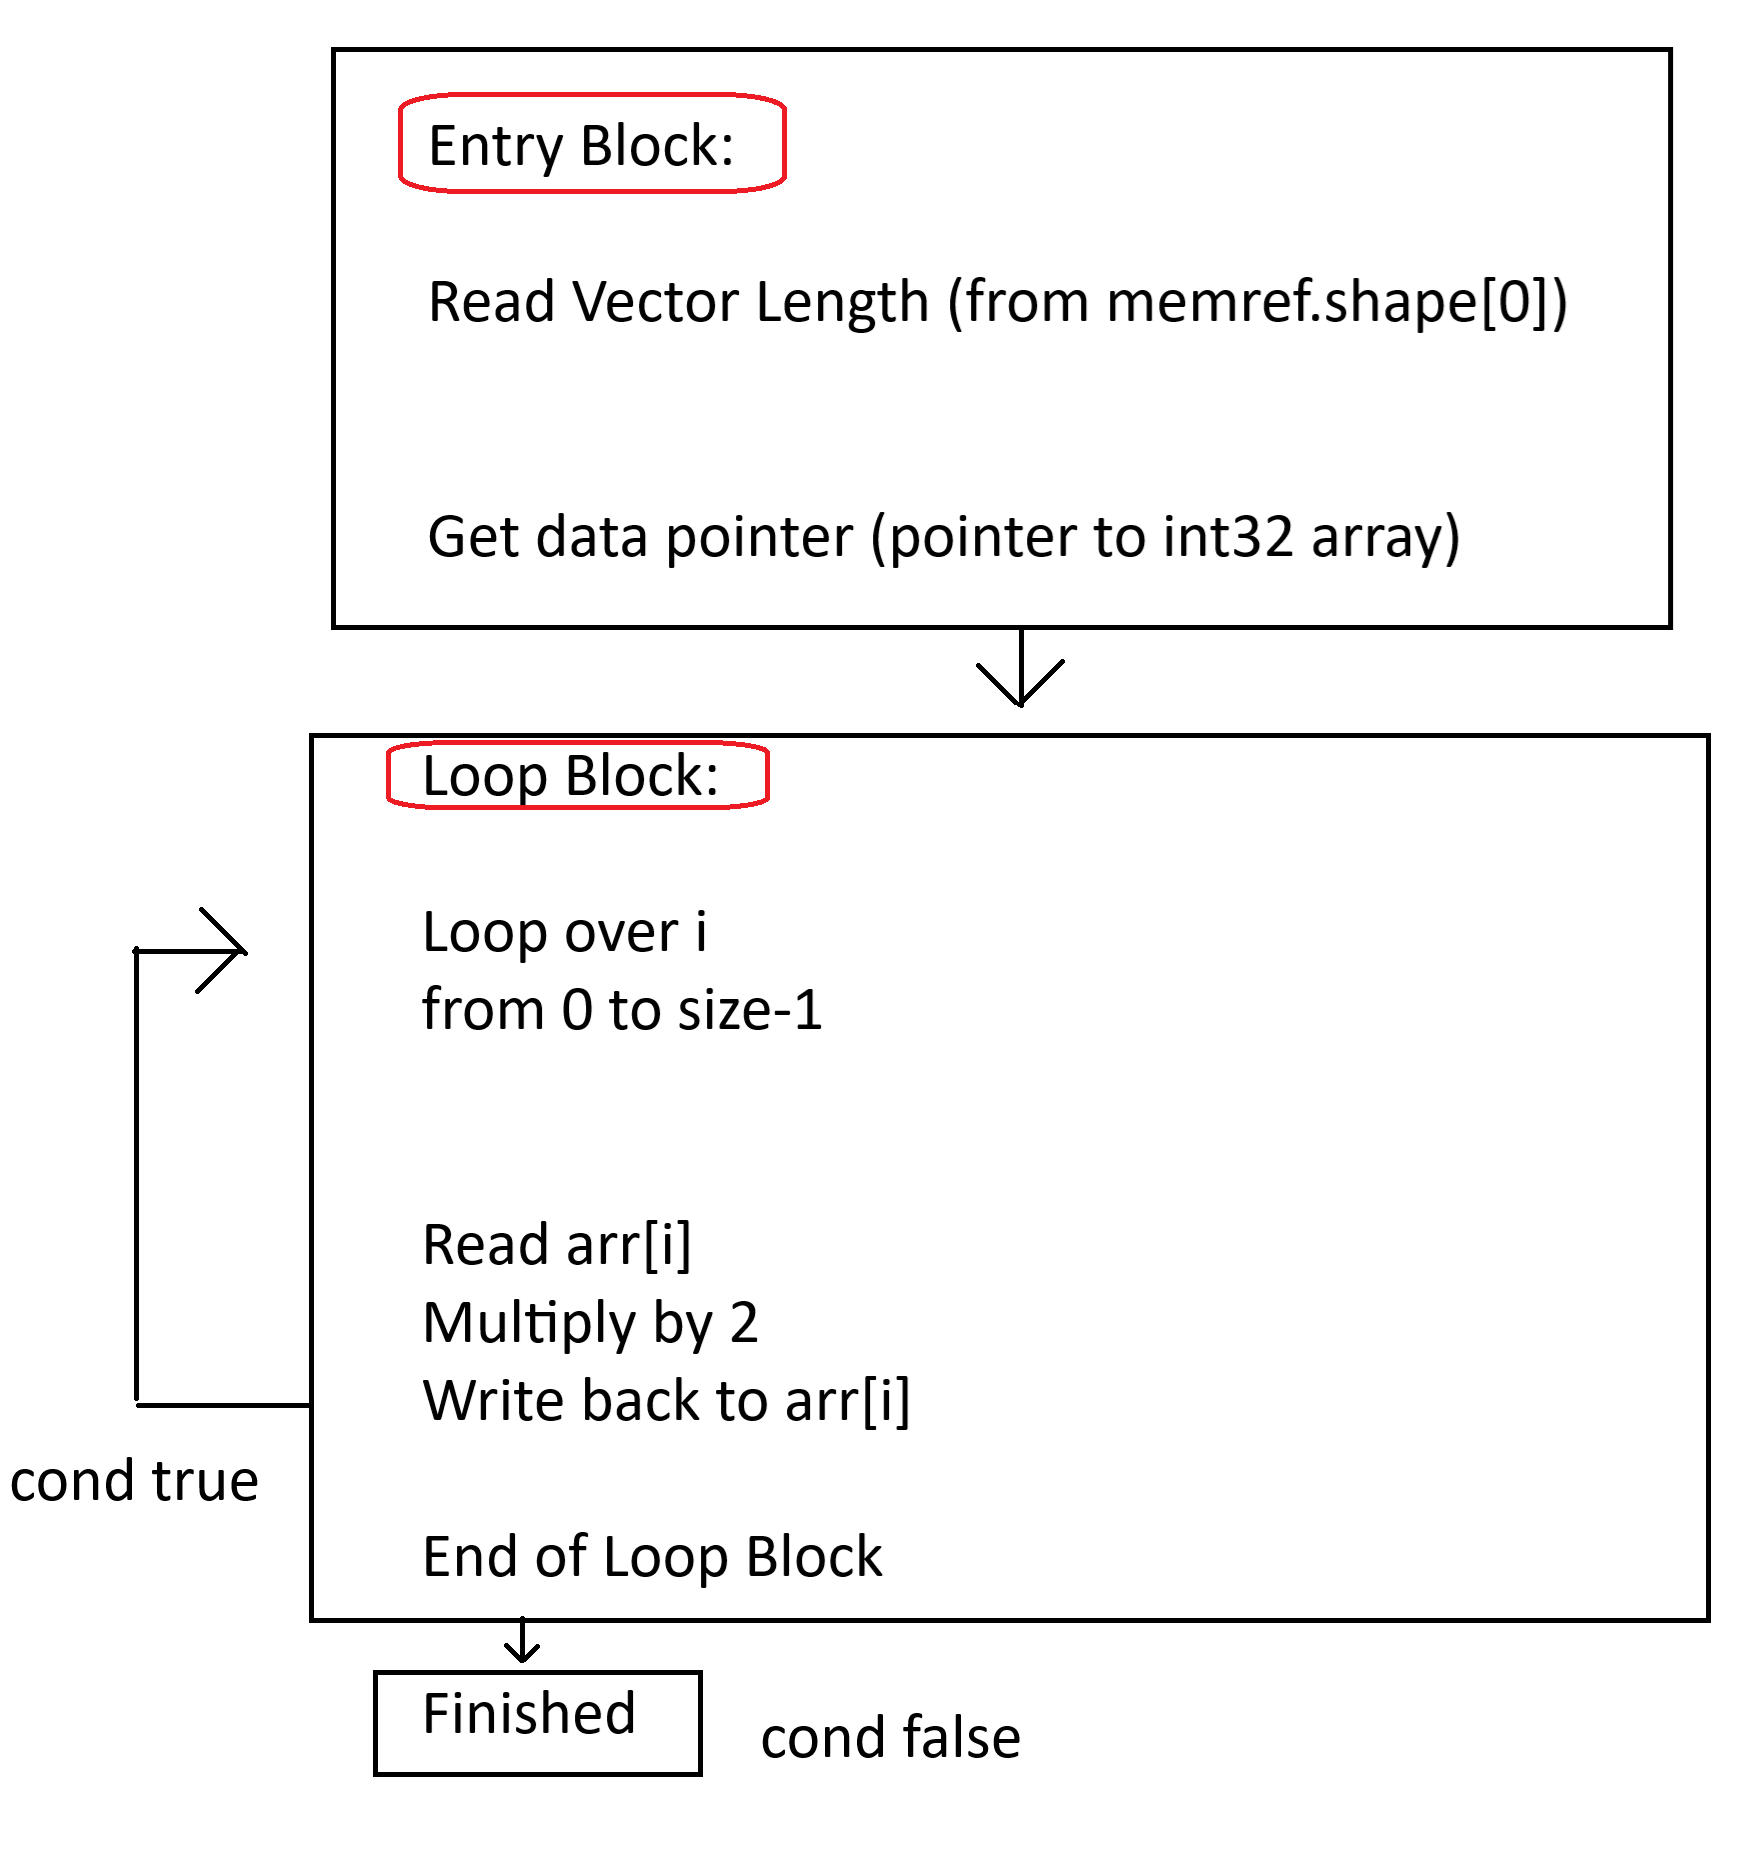 Entry Block:
Read Vector Length (from memref.shape[0])
Get data pointer (pointer to int32 array)
Loop Block:
Loop over i
from 0 to size-1
Read arr[i]
Multiply by 2
Write back to arr[i]
cond true
End of Loop Block
Finished
cond false